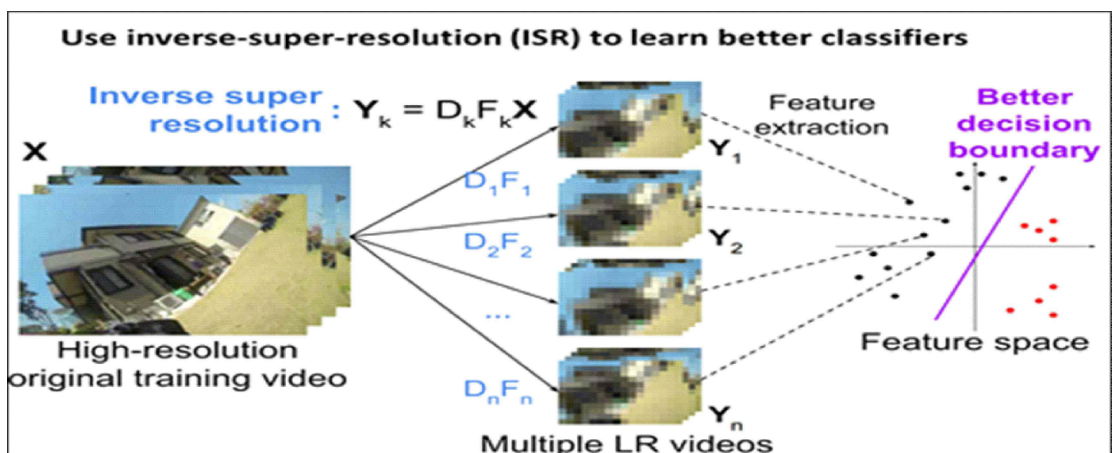 Use inverse-super-resolution (ISR) to learn better classifiers
Inverse super
resolution : Yₖ = DₖFₖX
X
D₁F₁
D₂F₂
...
DₙFₙ
High-resolution
original training video
Y₁
Y₂
Yₙ
Multiple LR videos
Feature
extraction
Better
decision
boundary
Feature space